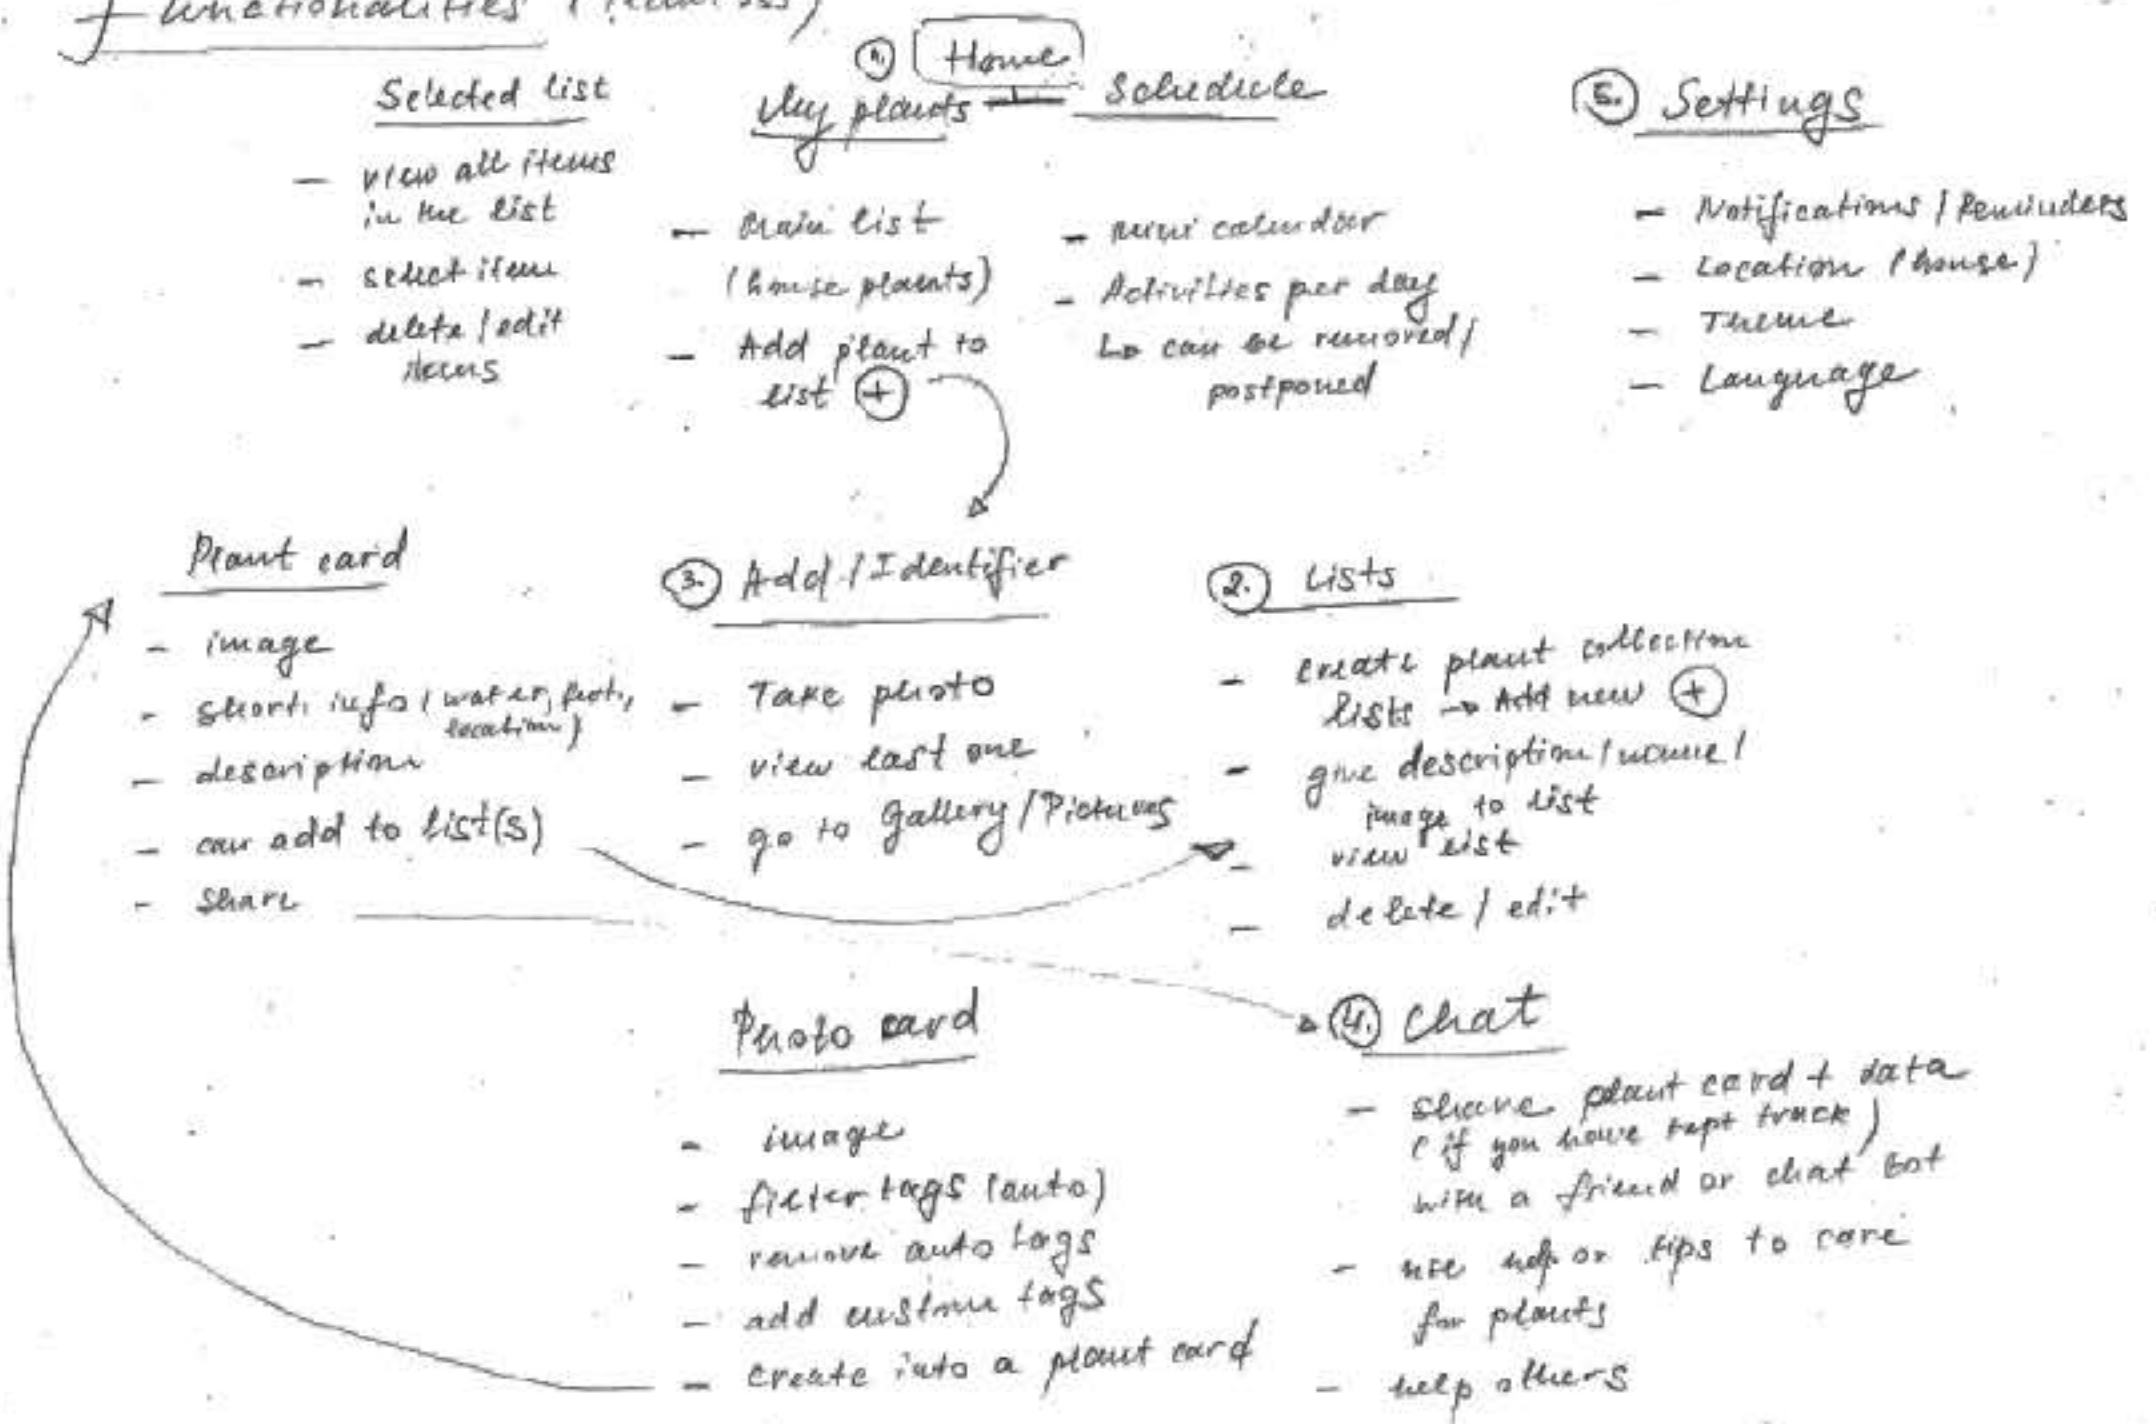 functionalities
1. Home
Selected list
- view all items
in the list
- select item
- delete / edit
items
My plants
- Main list
(house plants)
- Add plant to
list +
Schedule
- mini calendar
- Activities per day
↳ can be removed /
postponed
5. Settings
- Notifications / Reminders
- Location (house)
- Theme
- Language
Plant card
- image
- short info (water, fert.,
location)
- description
- can add to list(s)
- share
3. Add / Identifier
- Take photo
- view last one
- go to Gallery / Pictures
2. Lists
- create plant collection
lists → Add new +
- give description / name /
image to list
- view list
- delete / edit
Photo card
- image
- filter tags (auto)
- remove auto tags
- add custom tags
- create into a plant card
4. Chat
- share plant card + data
(if you have kept track)
with a friend or chat bot
- use help or tips to care
for plants
- help others